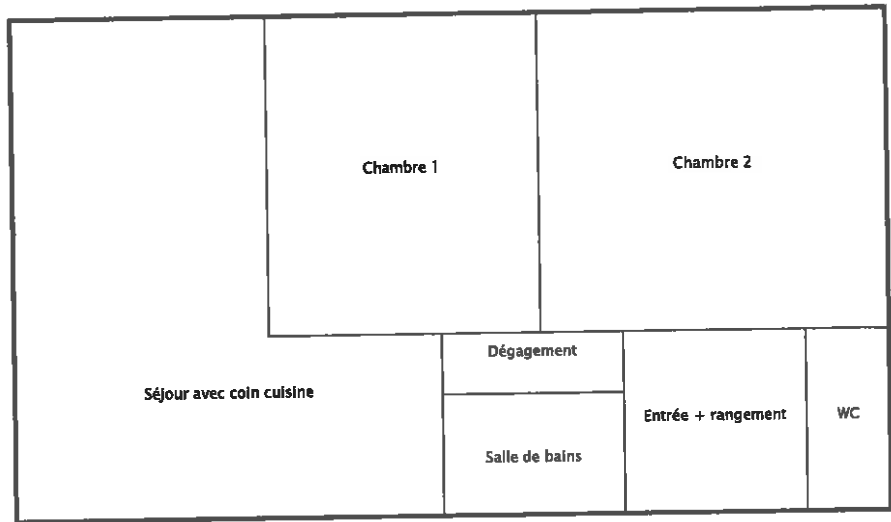 Chambre 1
Chambre 2
Dégagement
Séjour avec coin cuisine
Entrée + rangement
WC
Salle de bains